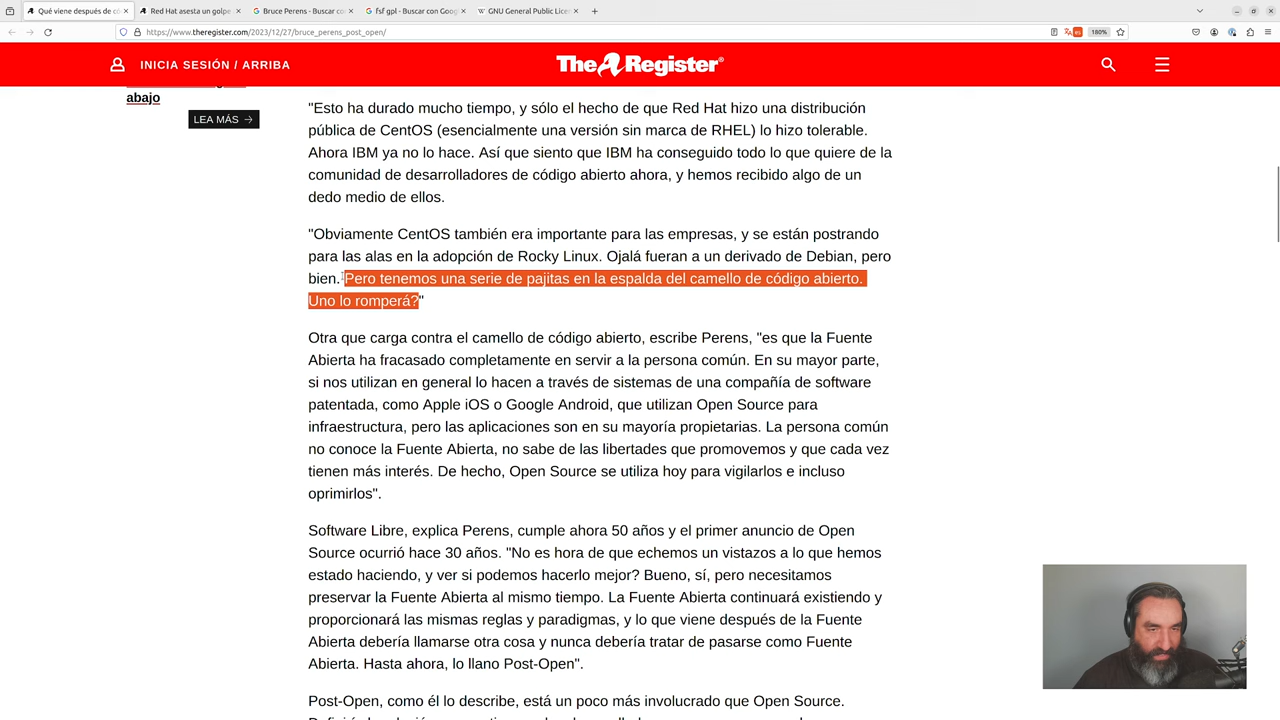 Qué viene después de có
Red Hat asesta un golpe
Bruce Perens - Buscar co
fsf gpl - Buscar con Goog
GNU General Public Lice
https://www.theregister.com/2023/12/27/bruce_perens_post_open/
180%
INICIA SESIÓN / ARRIBA
The Register®
abajo
LEA MÁS →
"Esto ha durado mucho tiempo, y sólo el hecho de que Red Hat hizo una distribución
pública de CentOS (esencialmente una versión sin marca de RHEL) lo hizo tolerable.
Ahora IBM ya no lo hace. Así que siento que IBM ha conseguido todo lo que quiere de la
comunidad de desarrolladores de código abierto ahora, y hemos recibido algo de un
dedo medio de ellos.
"Obviamente CentOS también era importante para las empresas, y se están postrando
para las alas en la adopción de Rocky Linux. Ojalá fueran a un derivado de Debian, pero
bien. Pero tenemos una serie de pajitas en la espalda del camello de código abierto.
Uno lo romperá?"
Otra que carga contra el camello de código abierto, escribe Perens, "es que la Fuente
Abierta ha fracasado completamente en servir a la persona común. En su mayor parte,
si nos utilizan en general lo hacen a través de sistemas de una compañía de software
patentada, como Apple iOS o Google Android, que utilizan Open Source para
infraestructura, pero las aplicaciones son en su mayoría propietarias. La persona común
no conoce la Fuente Abierta, no sabe de las libertades que promovemos y que cada vez
tienen más interés. De hecho, Open Source se utiliza hoy para vigilarlos e incluso
oprimirlos".
Software Libre, explica Perens, cumple ahora 50 años y el primer anuncio de Open
Source ocurrió hace 30 años. "No es hora de que echemos un vistazos a lo que hemos
estado haciendo, y ver si podemos hacerlo mejor? Bueno, sí, pero necesitamos
preservar la Fuente Abierta al mismo tiempo. La Fuente Abierta continuará existiendo y
proporcionará las mismas reglas y paradigmas, y lo que viene después de la Fuente
Abierta debería llamarse otra cosa y nunca debería tratar de pasarse como Fuente
Abierta. Hasta ahora, lo llano Post-Open".
Post-Open, como él lo describe, está un poco más involucrado que Open Source.